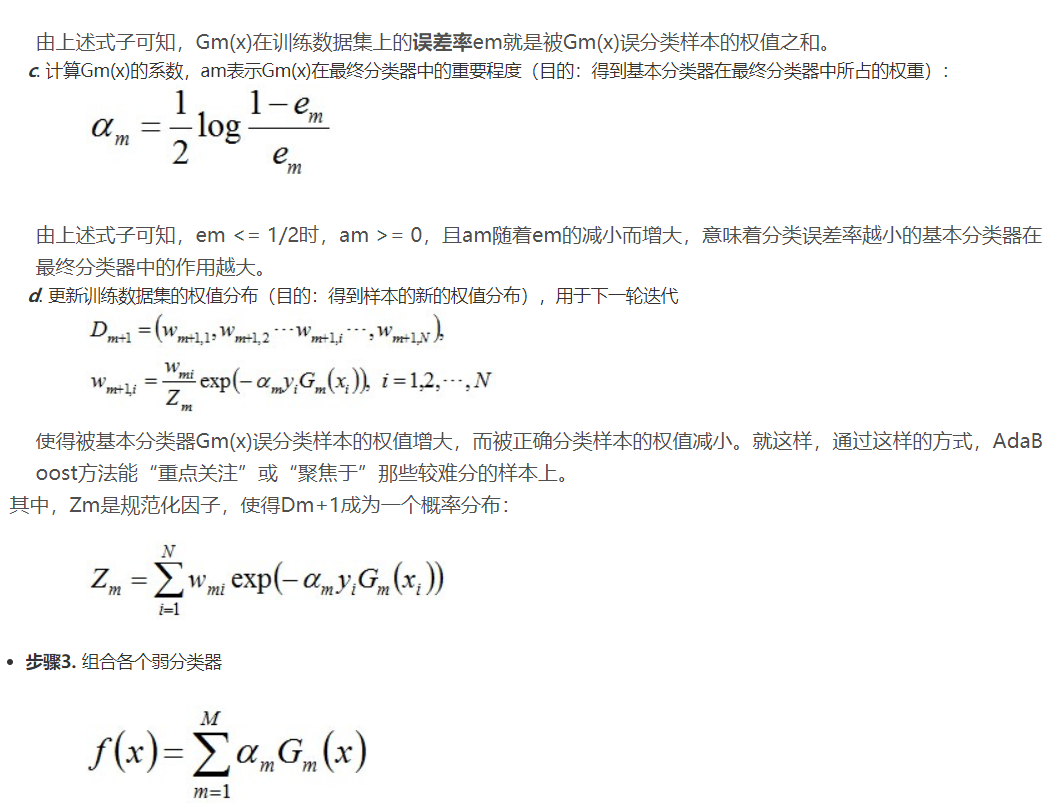 由上述式子可知，Gm(x)在训练数据集上的误差率em就是被Gm(x)误分类样本的权值之和。
c. 计算Gm(x)的系数，am表示Gm(x)在最终分类器中的重要程度（目的：得到基本分类器在最终分类器中所占的权重）：
α_m = 1/2 log (1 − e_m)/e_m
由上述式子可知，em <= 1/2时，am >= 0，且am随着em的减小而增大，意味着分类误差率越小的基本分类器在
最终分类器中的作用越大。
d. 更新训练数据集的权值分布（目的：得到样本的新的权值分布），用于下一轮迭代
D_{m+1} = (w_{m+1,1}, w_{m+1,2} ⋯ w_{m+1,i} ⋯, w_{m+1,N}),
w_{m+1,i} = w_{mi}/Z_m exp(−α_m y_i G_m(x_i)), i = 1,2,⋯,N
使得被基本分类器Gm(x)误分类样本的权值增大，而被正确分类样本的权值减小。就这样，通过这样的方式，AdaB
oost方法能“重点关注”或“聚焦于”那些较难分的样本上。
其中，Zm是规范化因子，使得Dm+1成为一个概率分布：
Z_m = ∑_{i=1}^{N} w_{mi} exp(−α_m y_i G_m(x_i))
• 步骤3. 组合各个弱分类器
f(x) = ∑_{m=1}^{M} α_m G_m(x)